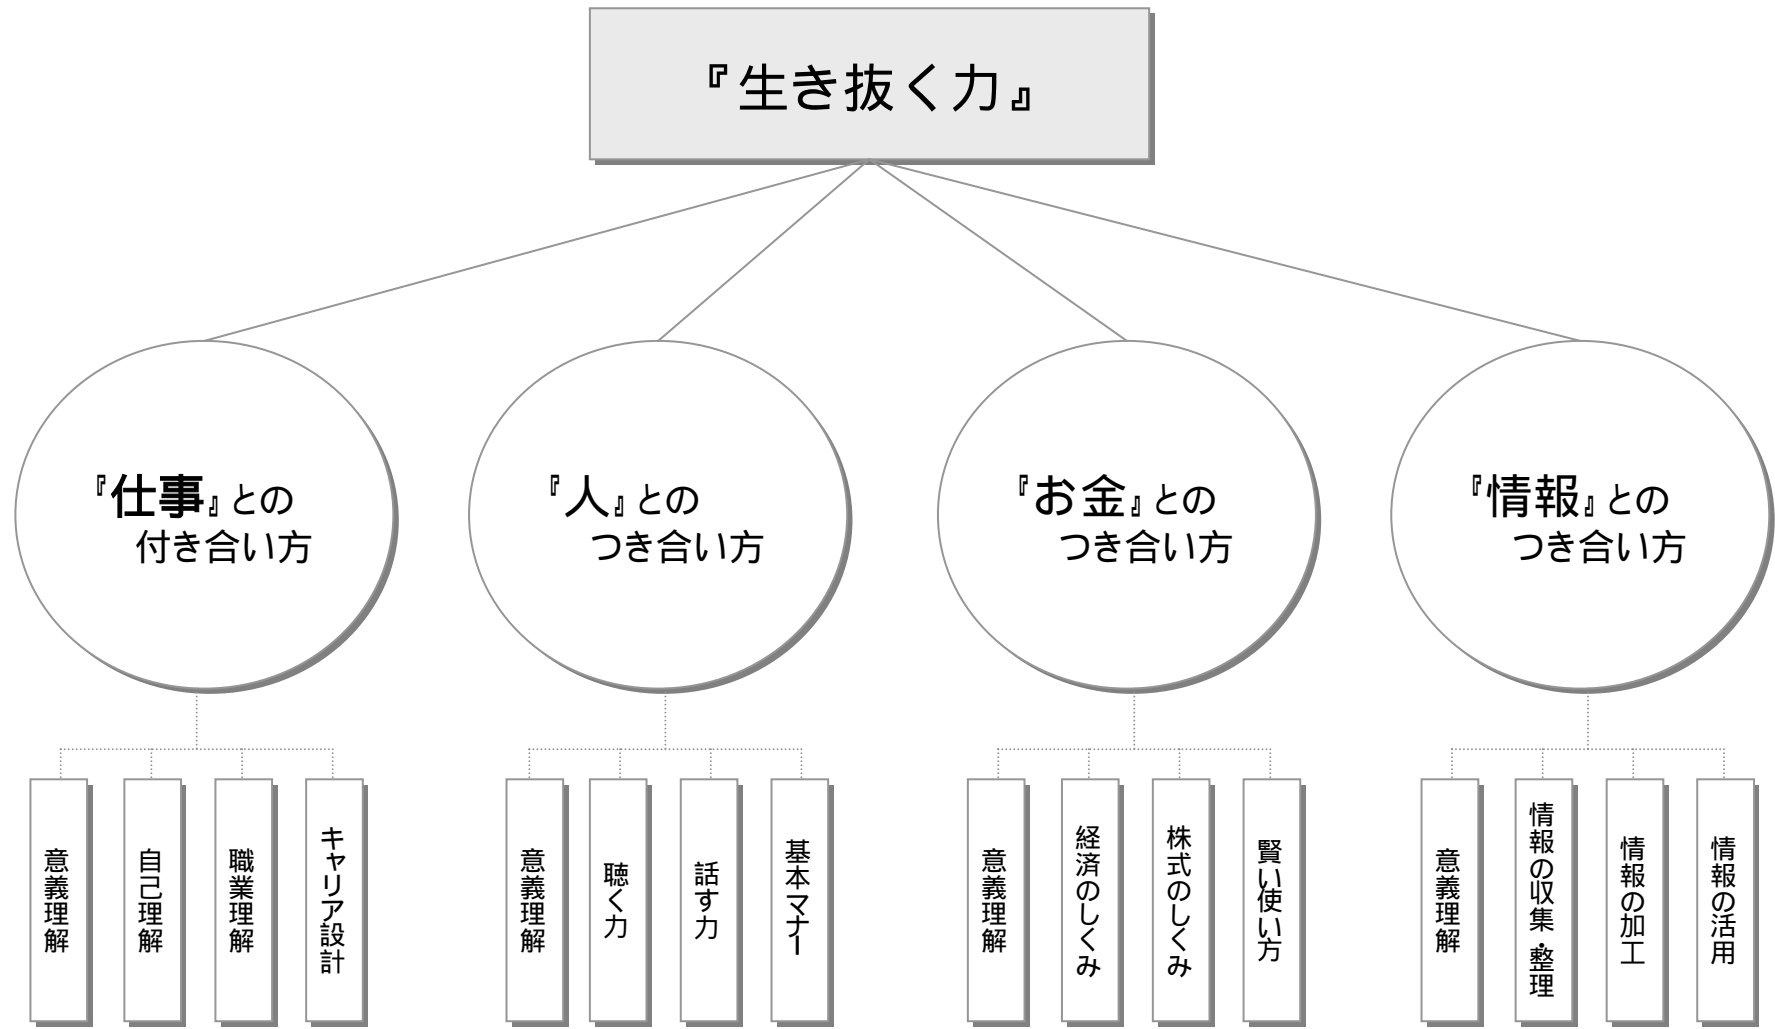 『生き抜く力』
『仕事』との
付き合い方
『人』との
つき合い方
『お金』との
つき合い方
『情報』との
つき合い方
意義理解
自己理解
職業理解
キャリア設計
意義理解
聴く力
話す力
基本マナー
意義理解
経済のしくみ
株式のしくみ
賢い使い方
意義理解
情報の収集・整理
情報の加工
情報の活用